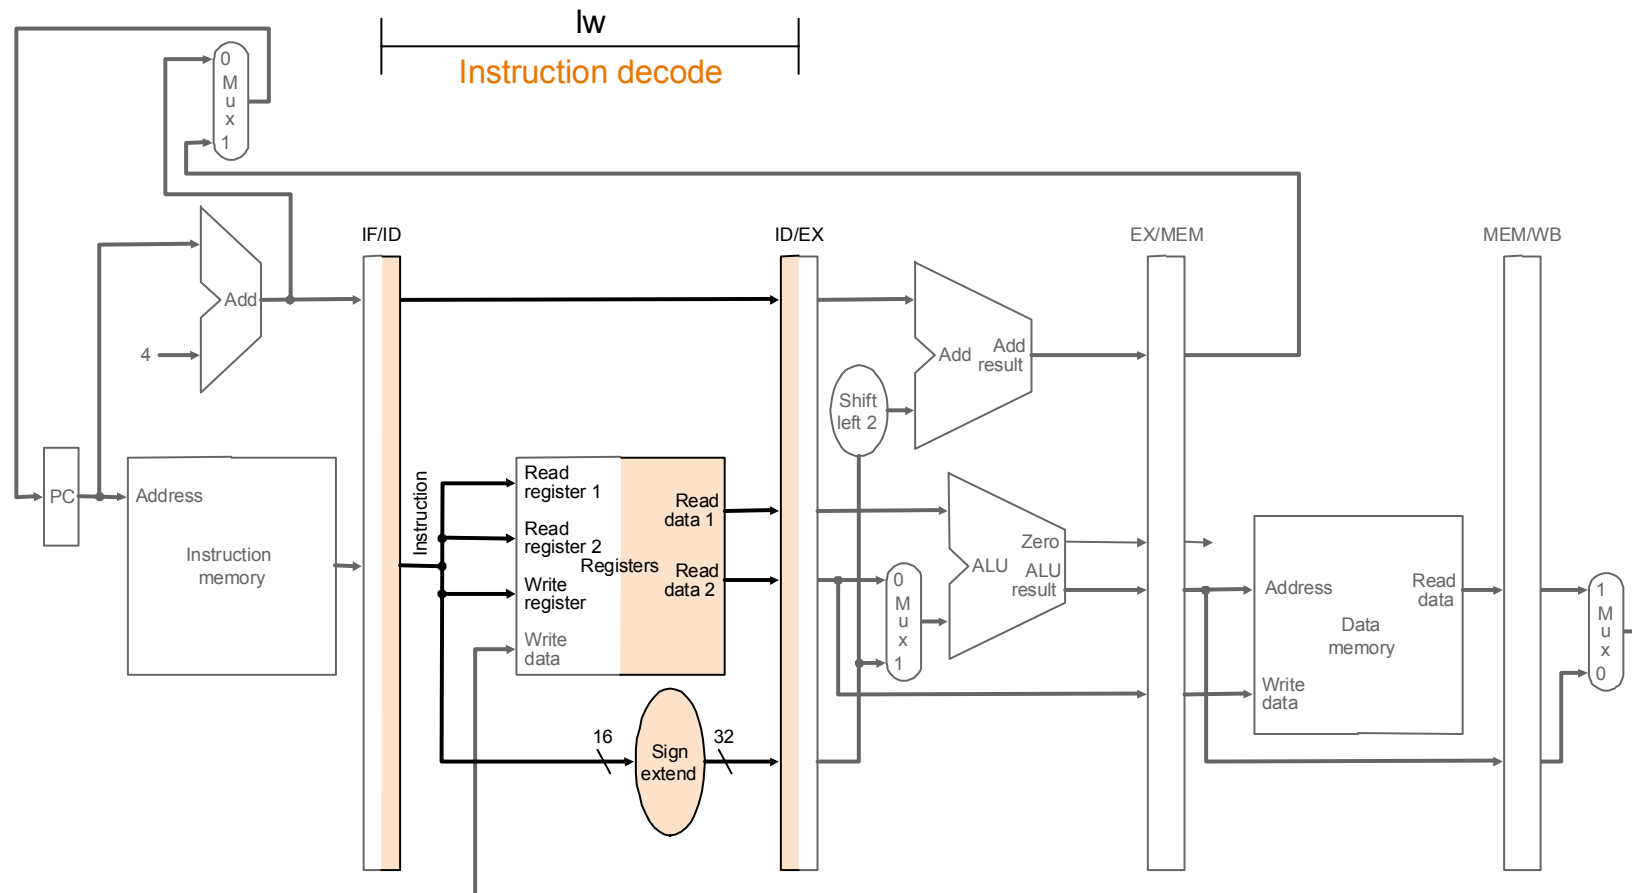 lw
Instruction decode
0
M
u
x
1
IF/ID
ID/EX
EX/MEM
MEM/WB
Add
4
Add
Add
result
Shift
left 2
PC
Address
Instruction
memory
Instruction
Read
register 1
Read
register 2
Write
register
Write
data
Registers
Read
data 1
Read
data 2
16
Sign
extend
32
0
M
u
x
1
Zero
ALU
ALU
result
Address
Read
data
Data
memory
Write
data
1
M
u
x
0